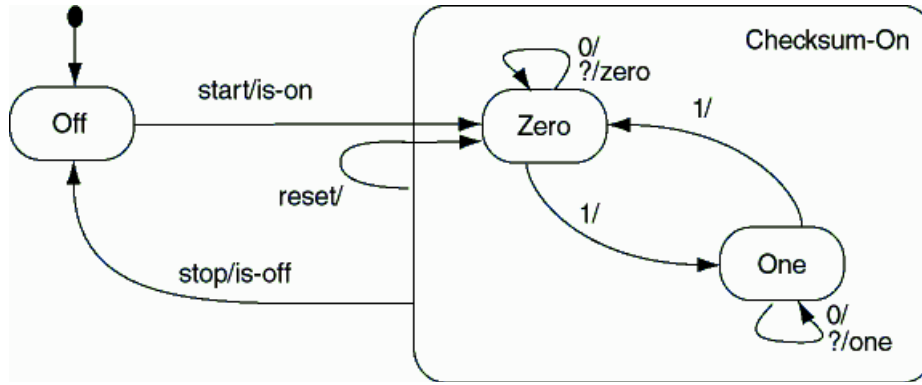 Checksum-On
0/
?/zero
start/is-on
Off
Zero
1/
reset/
1/
stop/is-off
One
0/
?/one